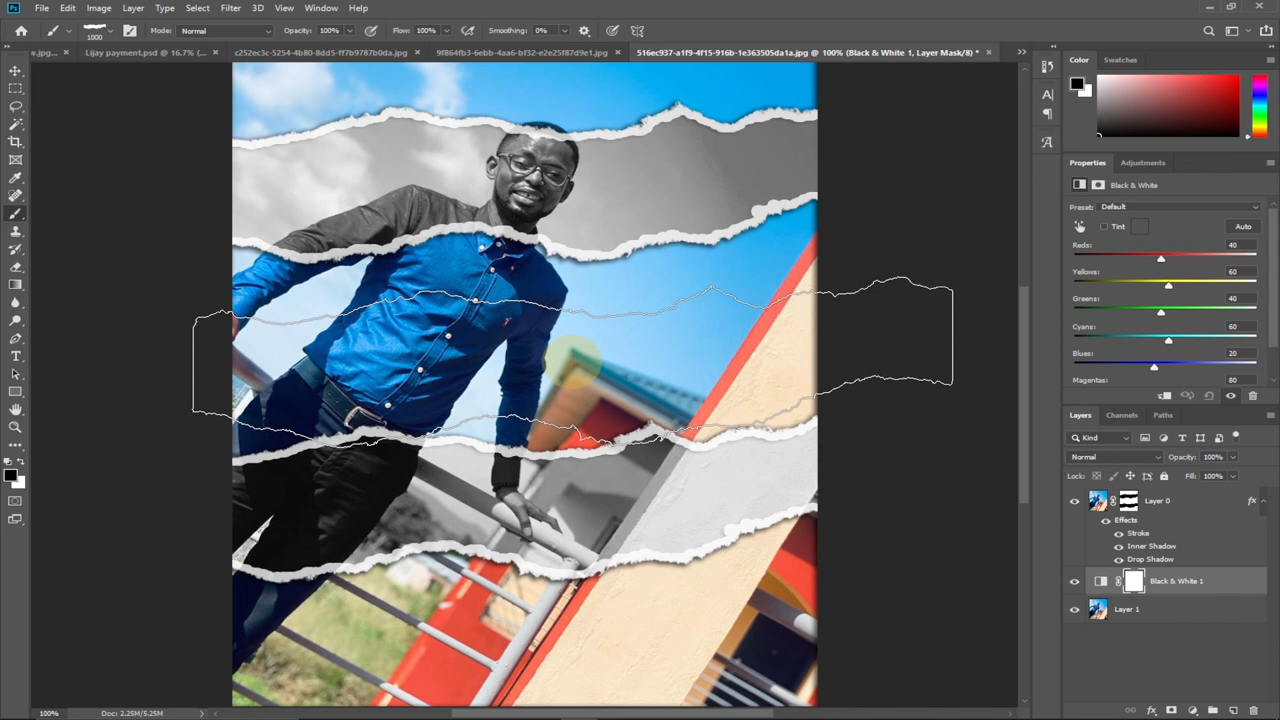 Ps File Edit Image Layer Type Select Filter 3D View Window Help
1000 Mode: Normal Opacity: 100% Flow: 100% Smoothing: 0%
w.jpg... × Lijay payment.psd @ 16.7% (... × c252ec3c-5254-4b80-8dd5-ff7b9787b0da.jpg × 9f864fb3-6ebb-4aa6-bf32-e2e25f87d9e1.jpg × 516ec937-a1f9-4f15-916b-1e363505da1a.jpg @ 100% (Black & White 1, Layer Mask/8) * ×
Color Swatches
Properties Adjustments
Black & White
Preset: Default
Tint Auto
Reds: 40
Yellows: 60
Greens: 40
Cyans: 60
Blues: 20
Magentas: 80
Layers Channels Paths
Kind
Normal Opacity: 100%
Lock: Fill: 100%
Layer 0 fx
Effects
Stroke
Inner Shadow
Drop Shadow
Black & White 1
Layer 1
100% Doc: 2.25M/5.25M